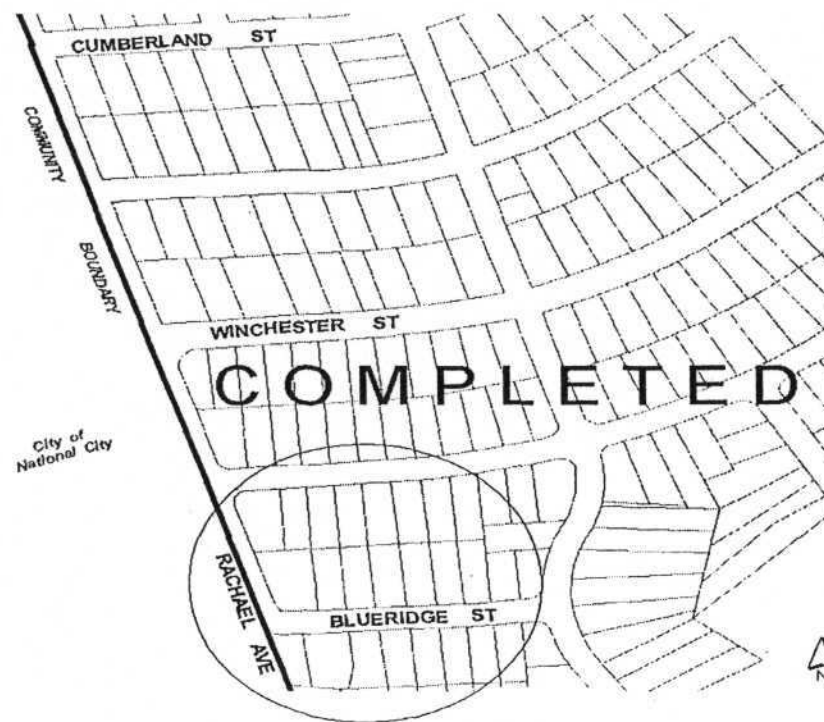 CUMBERLAND ST
COMMUNITY
BOUNDARY
WINCHESTER ST
COMPLETED
City of
National City
RACHAEL AVE
BLUERIDGE ST
N